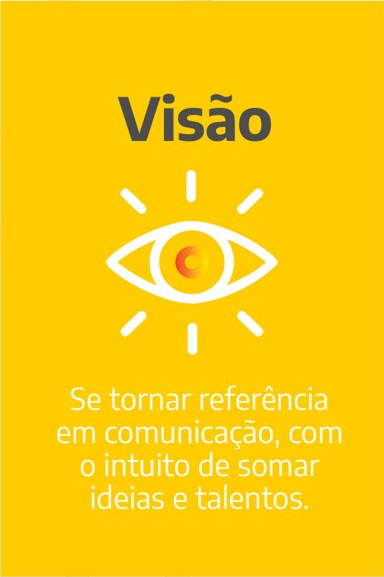 Visão
Se tornar referência
em comunicação, com
o intuito de somar
ideias e talentos.